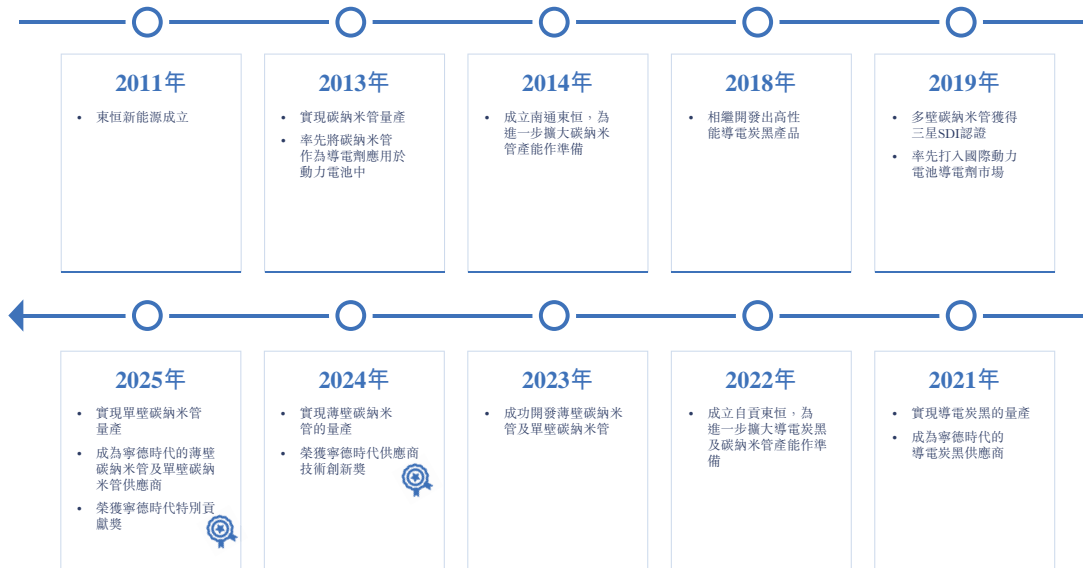 2011年
• 東恒新能源成立
2013年
• 實現碳納米管量產
• 率先將碳納米管
作為導電劑應用於
動力電池中
2014年
• 成立南通東恒，為
進一步擴大碳納米
管產能作準備
2018年
• 相繼開發出高性
能導電炭黑產品
2019年
• 多壁碳納米管獲得
三星SDI認證
• 率先打入國際動力
電池導電劑市場
2025年
• 實現單壁碳納米管
量產
• 成為寧德時代的薄壁
碳納米管及單壁碳納
米管供應商
• 榮獲寧德時代特別貢
獻獎
2024年
• 實現薄壁碳納米
管的量產
• 榮獲寧德時代供應商
技術創新獎
2023年
• 成功開發薄壁碳納米
管及單壁碳納米管
2022年
• 成立自貢東恒，為
進一步擴大導電炭黑
及碳納米管產能作準
備
2021年
• 實現導電炭黑的量產
• 成為寧德時代的
導電炭黑供應商